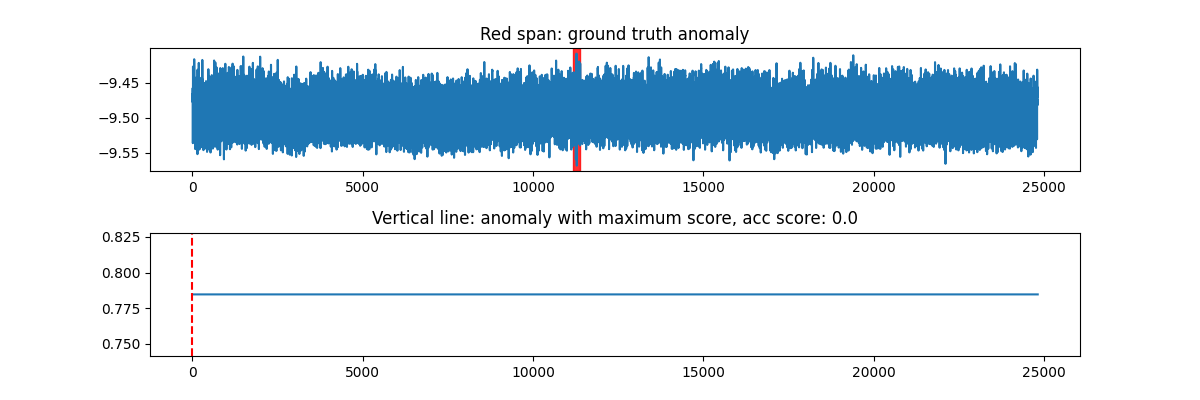 Red span: ground truth anomaly
−9.45
−9.50
−9.55
0 5000 10000 15000 20000 25000
Vertical line: anomaly with maximum score, acc score: 0.0
0.825
0.800
0.775
0.750
0 5000 10000 15000 20000 25000